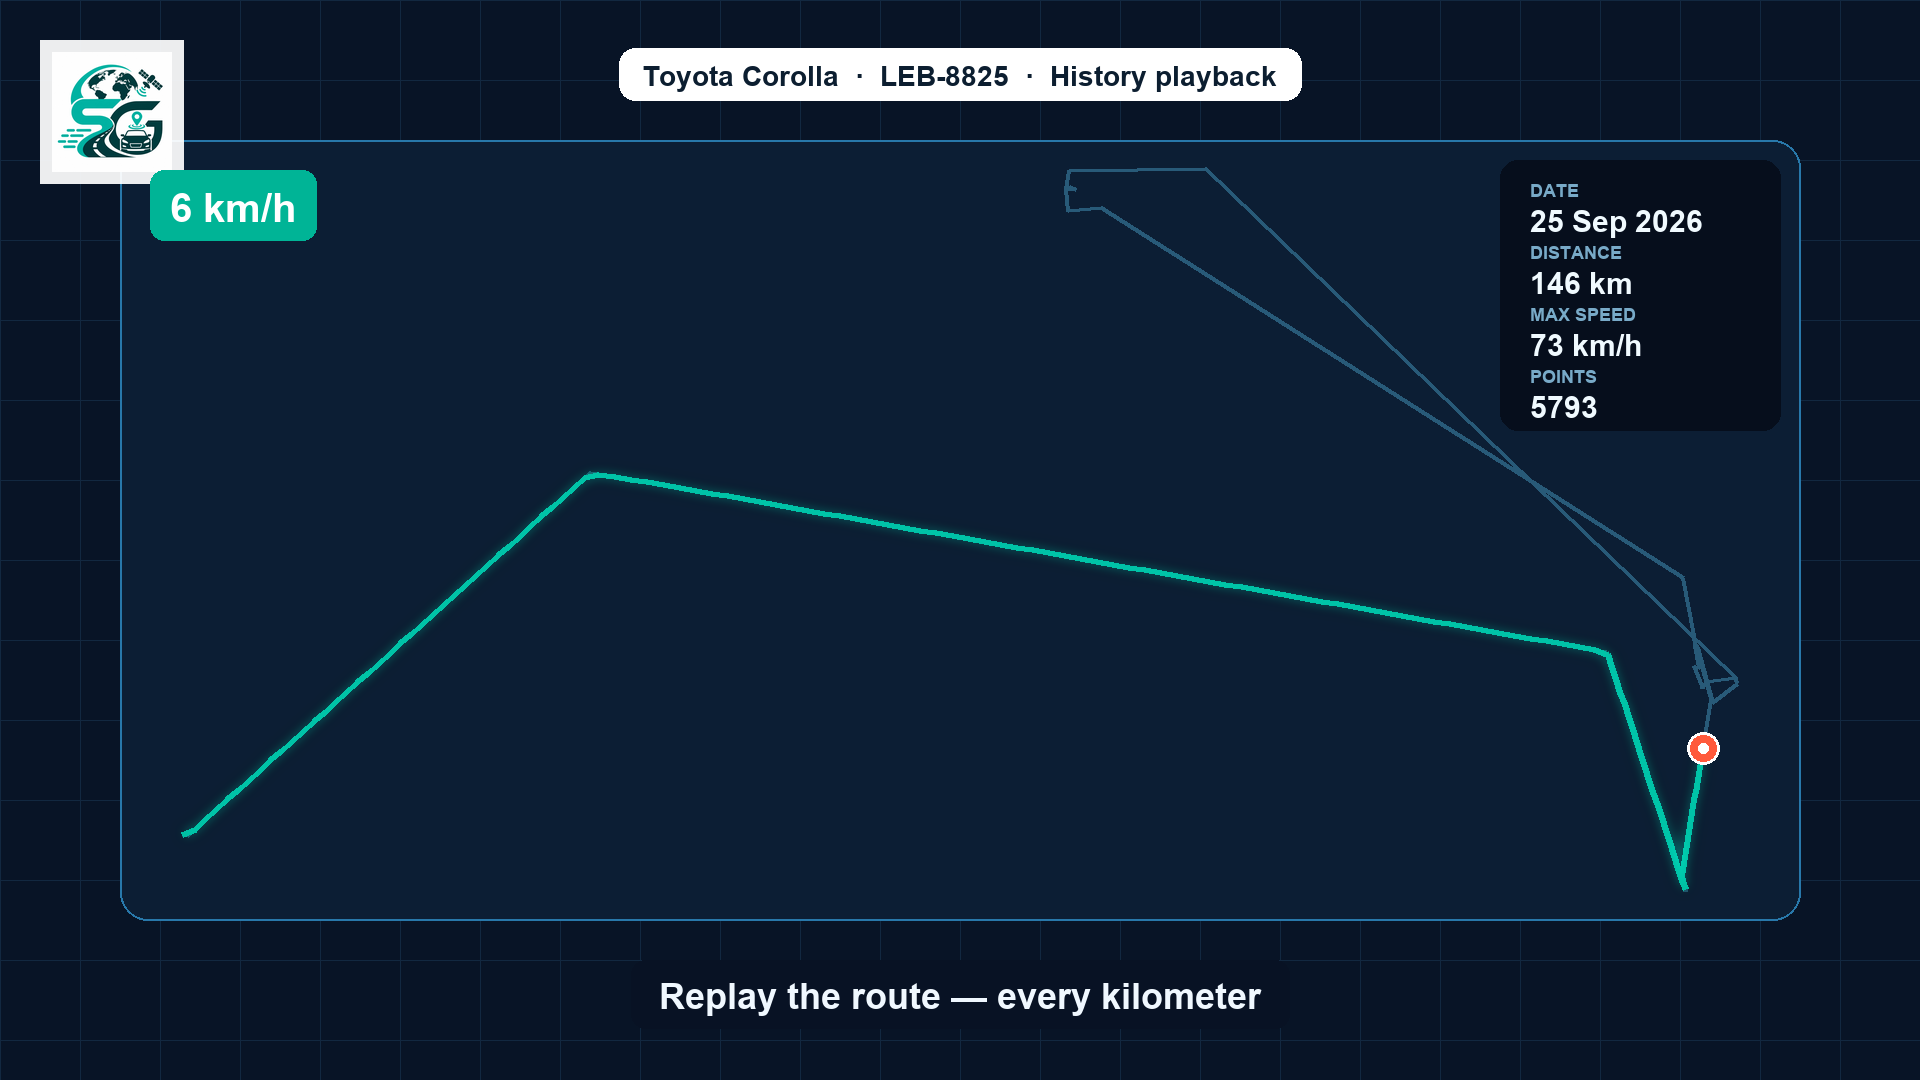 SG
Toyota Corolla · LEB-8825 · History playback
6 km/h
DATE
25 Sep 2026
DISTANCE
146 km
MAX SPEED
73 km/h
POINTS
5793
Replay the route — every kilometer